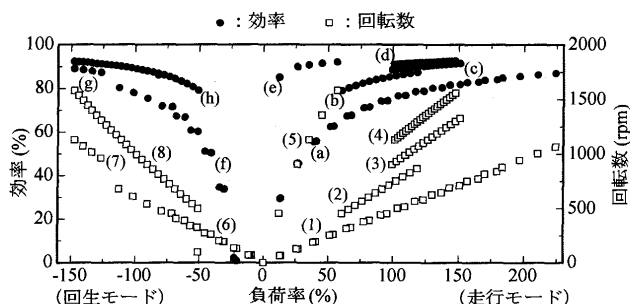 ●：効率 □：回転数
100 2000
80 1500
60 1000
40 500
20
0 0
効率 (%)
回転数 (rpm)
(a)
(b)
(c)
(d)
(e)
(f)
(g)
(h)
(1)
(2)
(3)
(4)
(5)
(6)
(7)
(8)
-150 -100 -50 0 50 100 150 200
(回生モード) 負荷率(%) (走行モード)